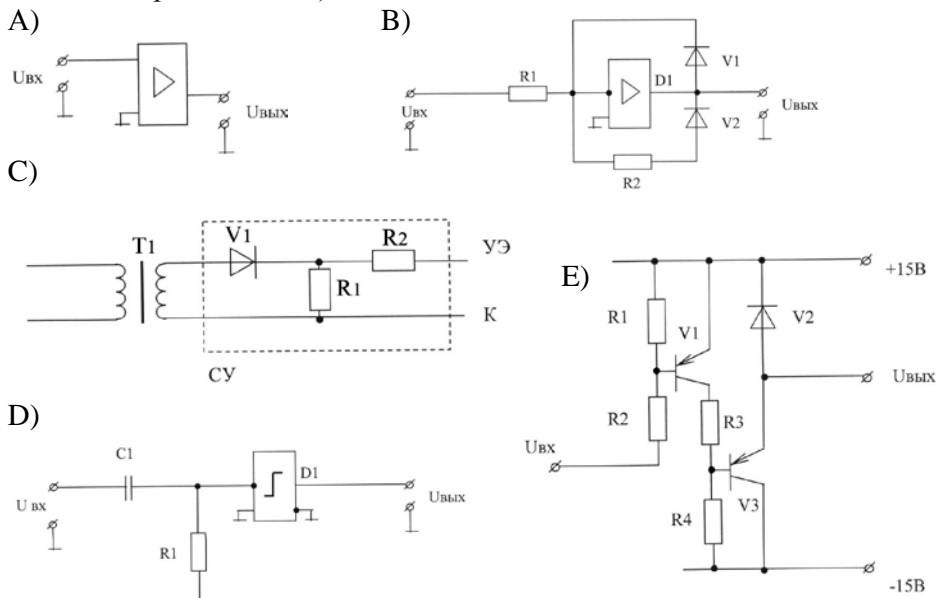 A)
Uвх
Uвых
B)
R1
D1
V1
V2
R2
Uвх
Uвых
C)
T1
V1
R2
R1
УЭ
К
СУ
D)
C1
D1
U вх
R1
Uвых
E)
+15В
R1
V1
V2
R2
R3
Uвх
Uвых
R4
V3
-15В